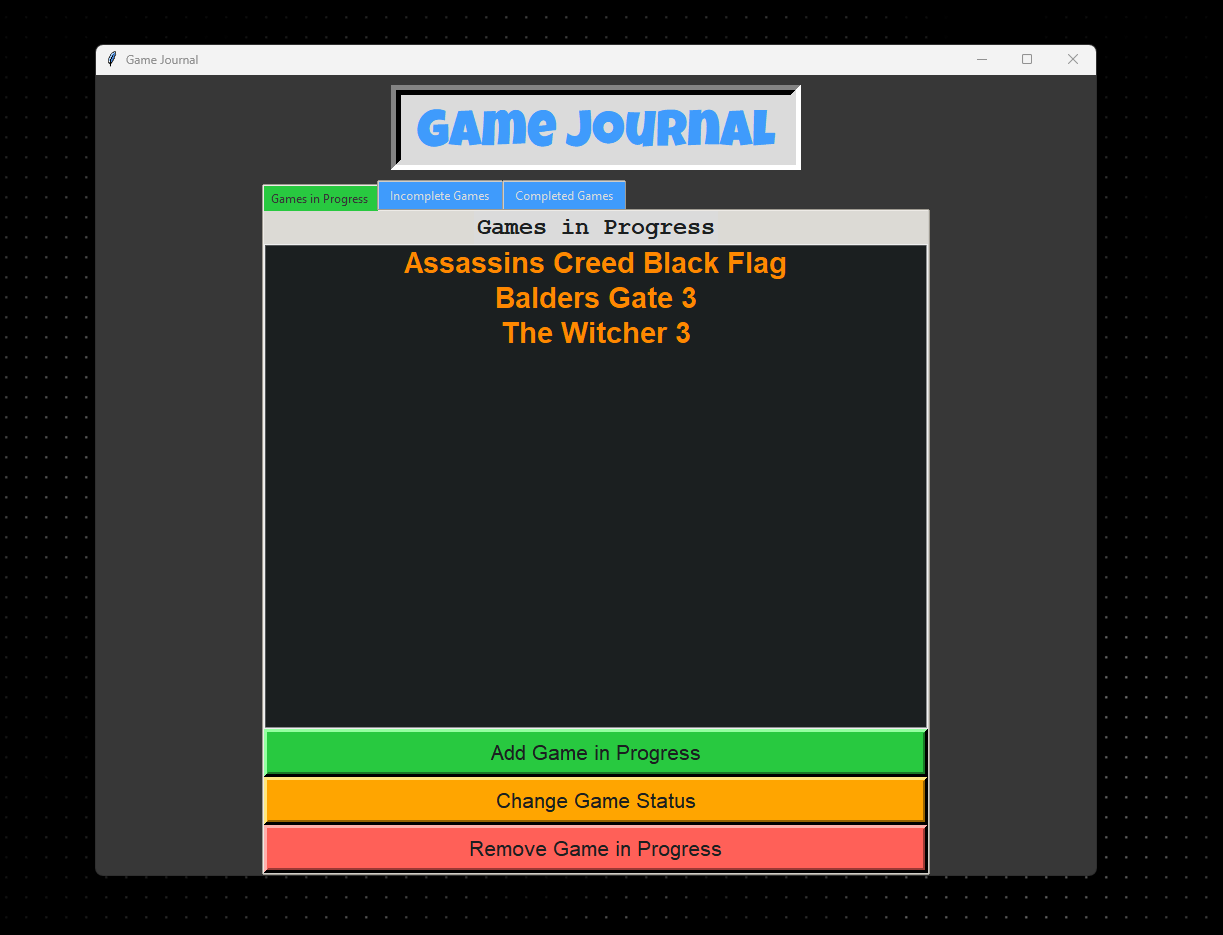 Game Journal
GAME JOURNAL
Games in Progress
Incomplete Games
Completed Games
Games in Progress
Assassins Creed Black Flag
Balders Gate 3
The Witcher 3
Add Game in Progress
Change Game Status
Remove Game in Progress